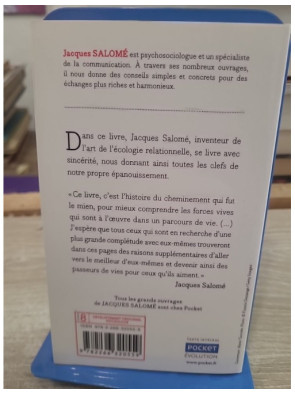 Jacques SALOMÉ est psychosociologue et un spécialiste
de la communication. À travers ses nombreux ouvrages,
il nous donne des conseils simples et concrets pour des
échanges plus riches et harmonieux.
Dans ce livre, Jacques Salomé, inventeur de
l'art de l'écologie relationnelle, se livre avec
sincérité, nous donnant ainsi toutes les clefs de
notre propre épanouissement.
« Ce livre, c'est l'histoire du cheminement qui fut
le mien, pour mieux comprendre les forces vives
qui sont à l'œuvre dans un parcours de vie. (...)
J'espère que tous ceux qui sont en recherche d'une
plus grande complétude avec eux-mêmes trouveront
dans ces pages des raisons supplémentaires d'aller
vers le meilleur d'eux-mêmes et devenir ainsi des
passeurs de vies pour ceux qu'ils aiment. »
Jacques Salomé
Tous les grands ouvrages
de JACQUES SALOMÉ sont chez Pocket
POCKET
ÉVOLUTION
www.pocket.fr